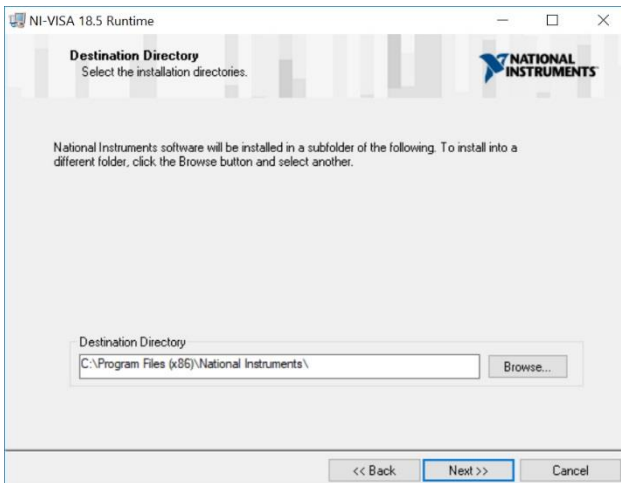 NI-VISA 18.5 Runtime
Destination Directory
Select the installation directories.
NATIONAL
INSTRUMENTS
National Instruments software will be installed in a subfolder of the following. To install into a
different folder, click the Browse button and select another.
Destination Directory
C:\Program Files (x86)\National Instruments\
Browse...
<< Back
Next >>
Cancel